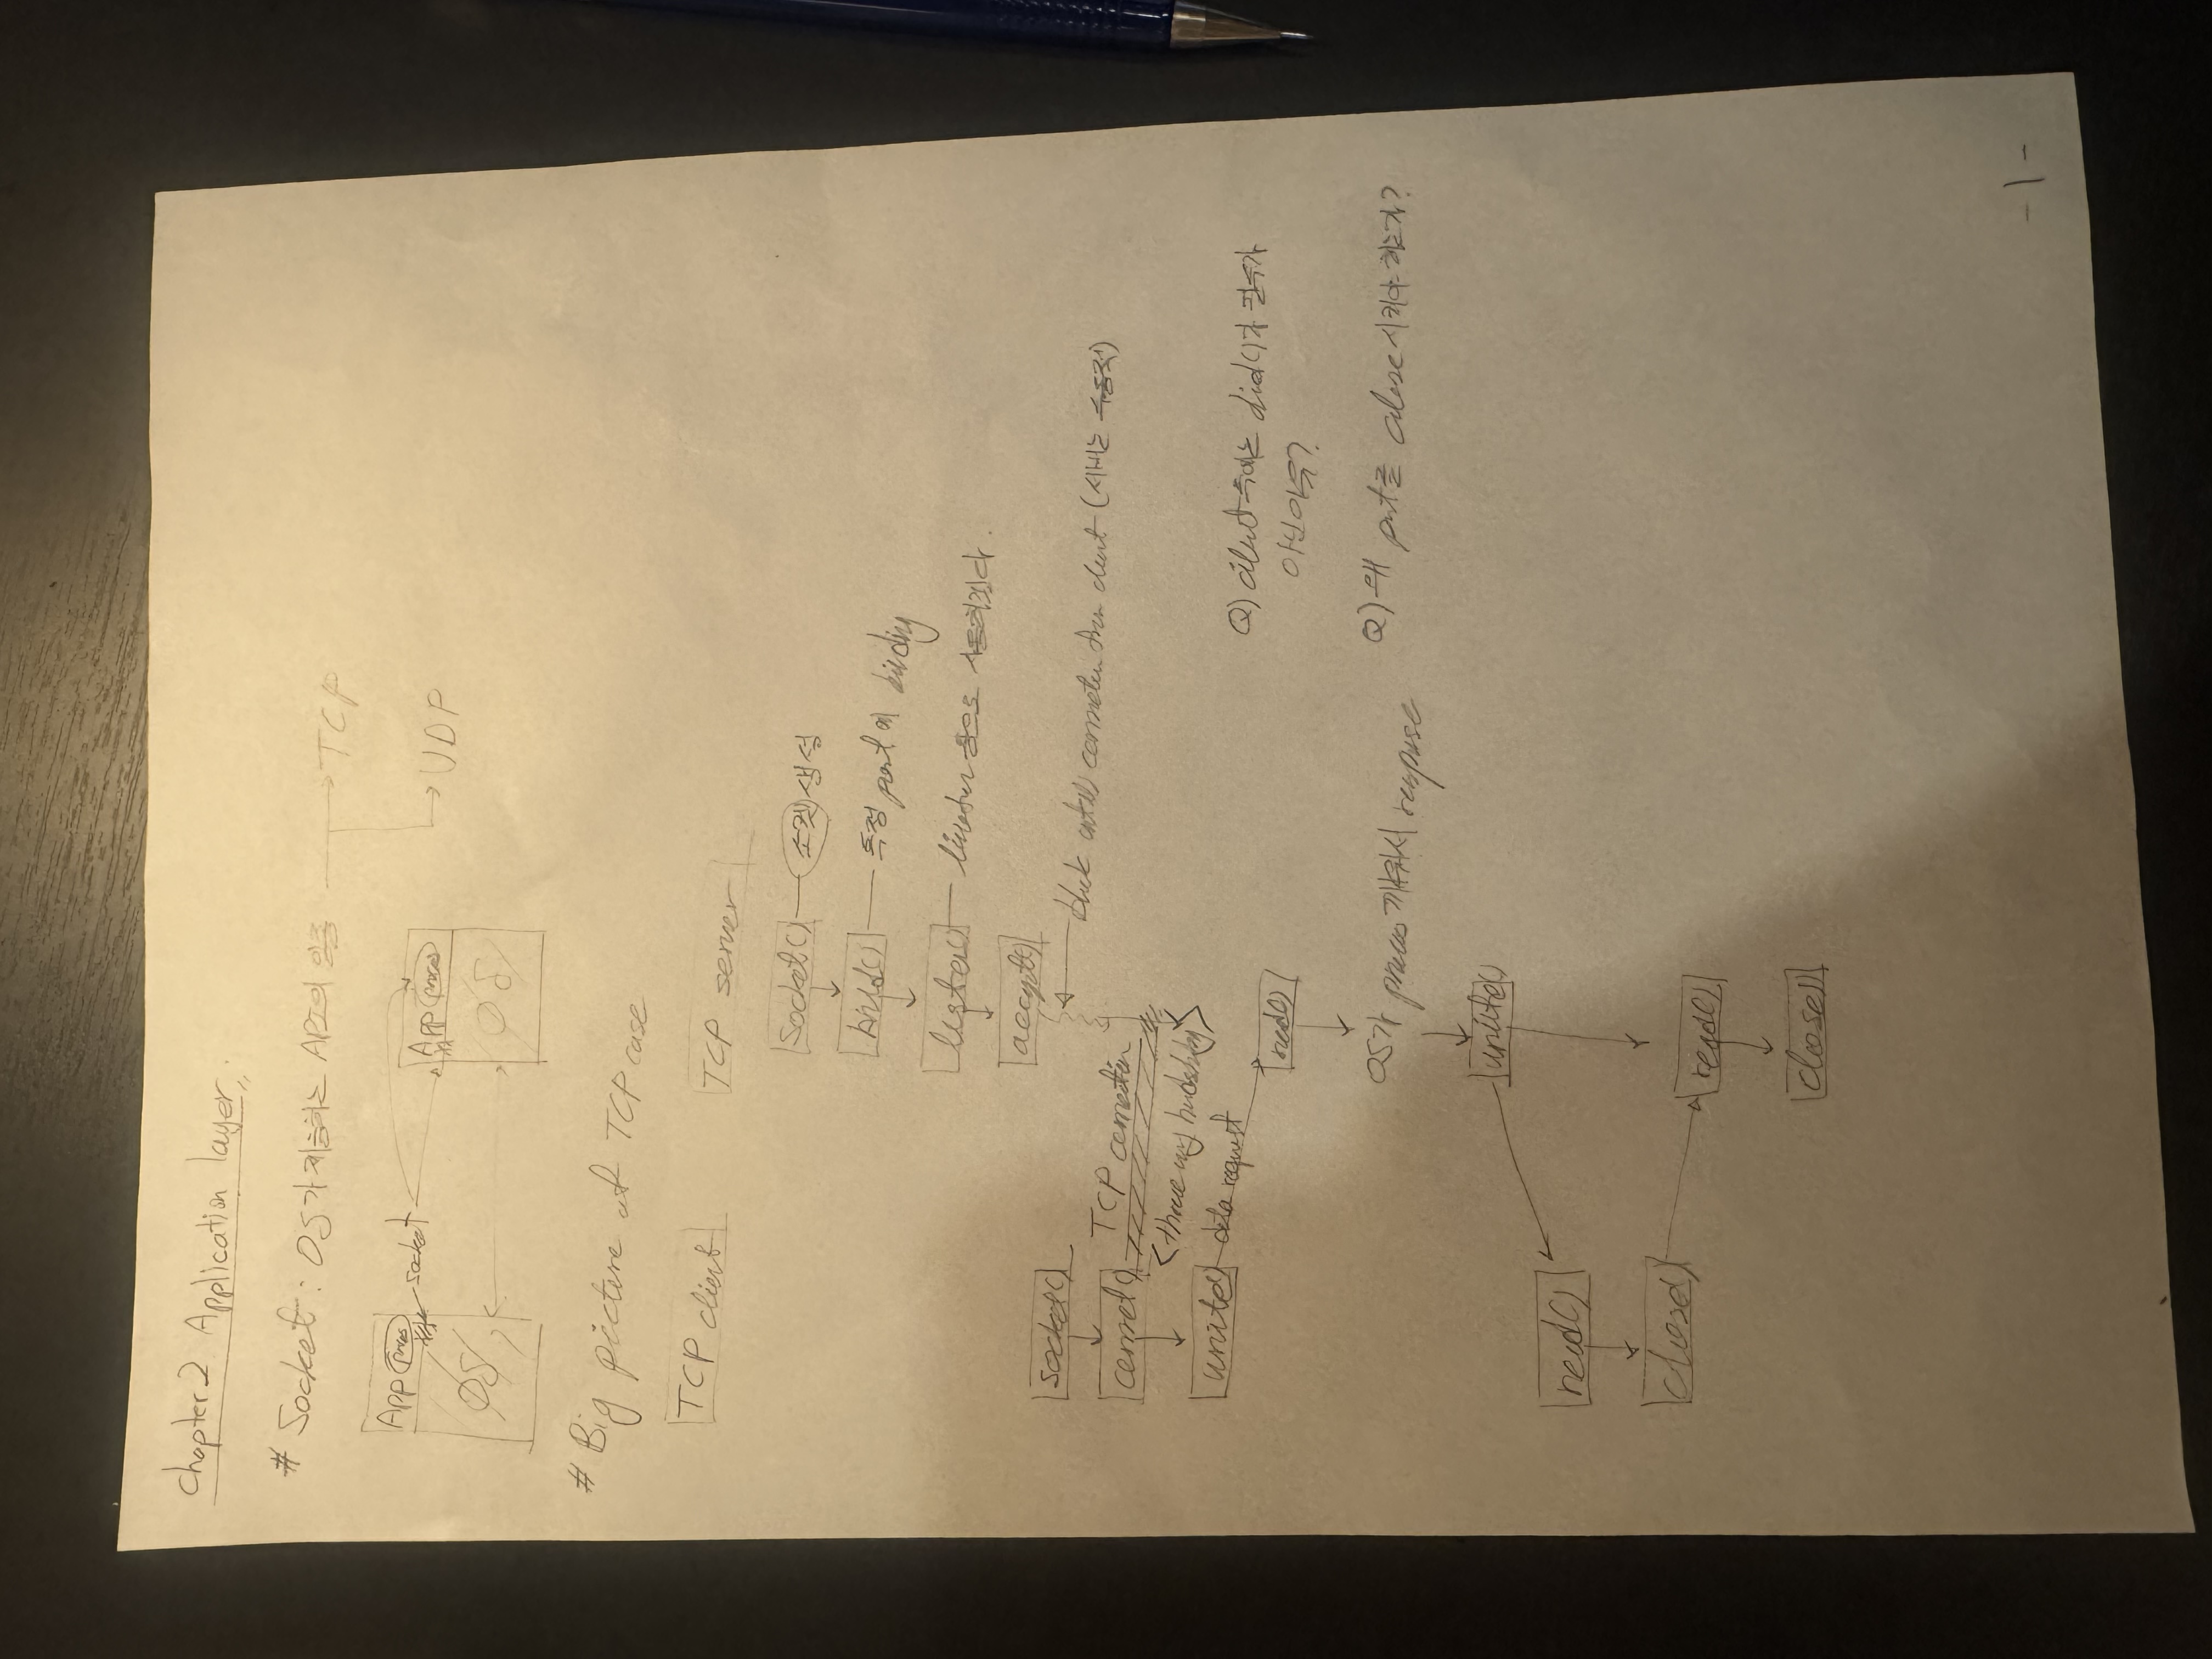 Chapter 2 Application layer
# Socket : OS가 제공하는 API의 일종 → TCP
→ UDP
App proces
socket
App proces
OS
OS
# Big picture of TCP case
TCP client
TCP server
Socket() — 소켓 생성
bind() — 특정 port에 binding
listen() — listen 용으로 사용하겠다.
accept()
block until connection from client (서버는 수동적)
socket()
connect()
TCP connection
<three way handshaking>
write() data request
read()
Q) client 측에는 bind()가 필수가
아닌이유?
OS가 process 깨워서 response
Q) 왜 port를 close시켜야 하는가?
write()
read()
close()
read()
close()
- 1 -